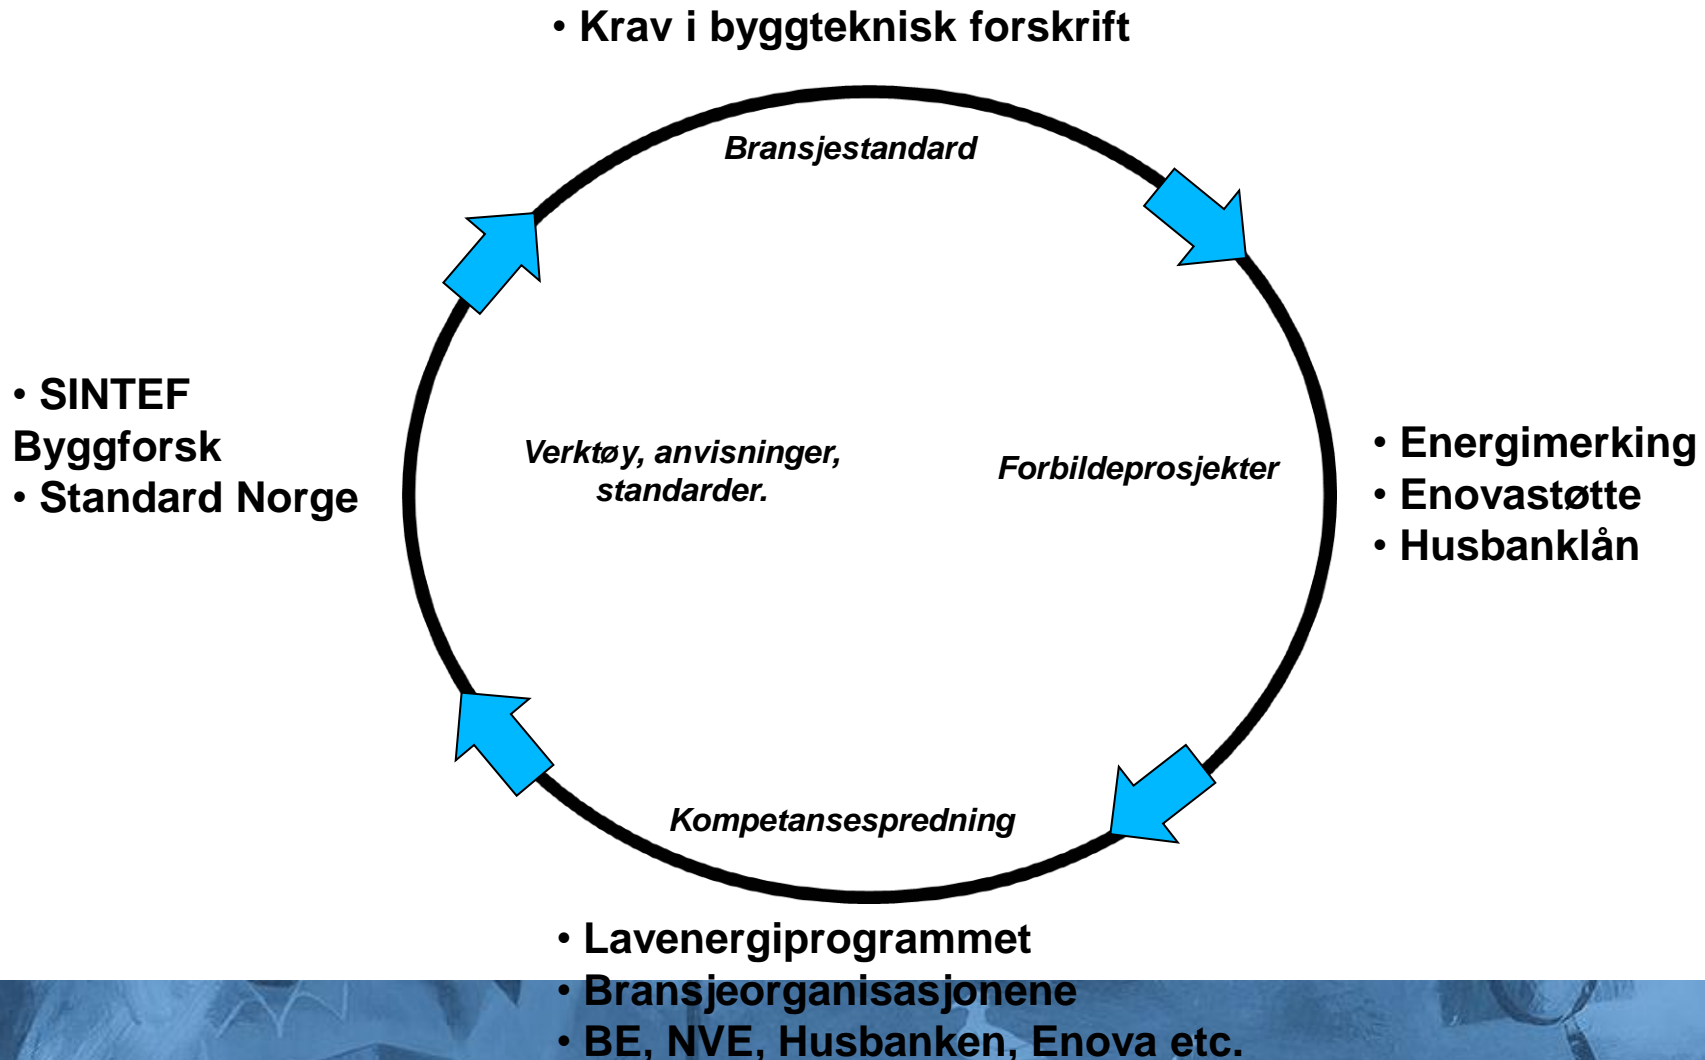 • Krav i byggteknisk forskrift
Bransjestandard
• SINTEF
Byggforsk
• Standard Norge
Verktøy, anvisninger,
standarder.
Forbildeprosjekter
• Energimerking
• Enovastøtte
• Husbanklån
Kompetansespredning
• Lavenergiprogrammet
• Bransjeorganisasjonene
• BE, NVE, Husbanken, Enova etc.